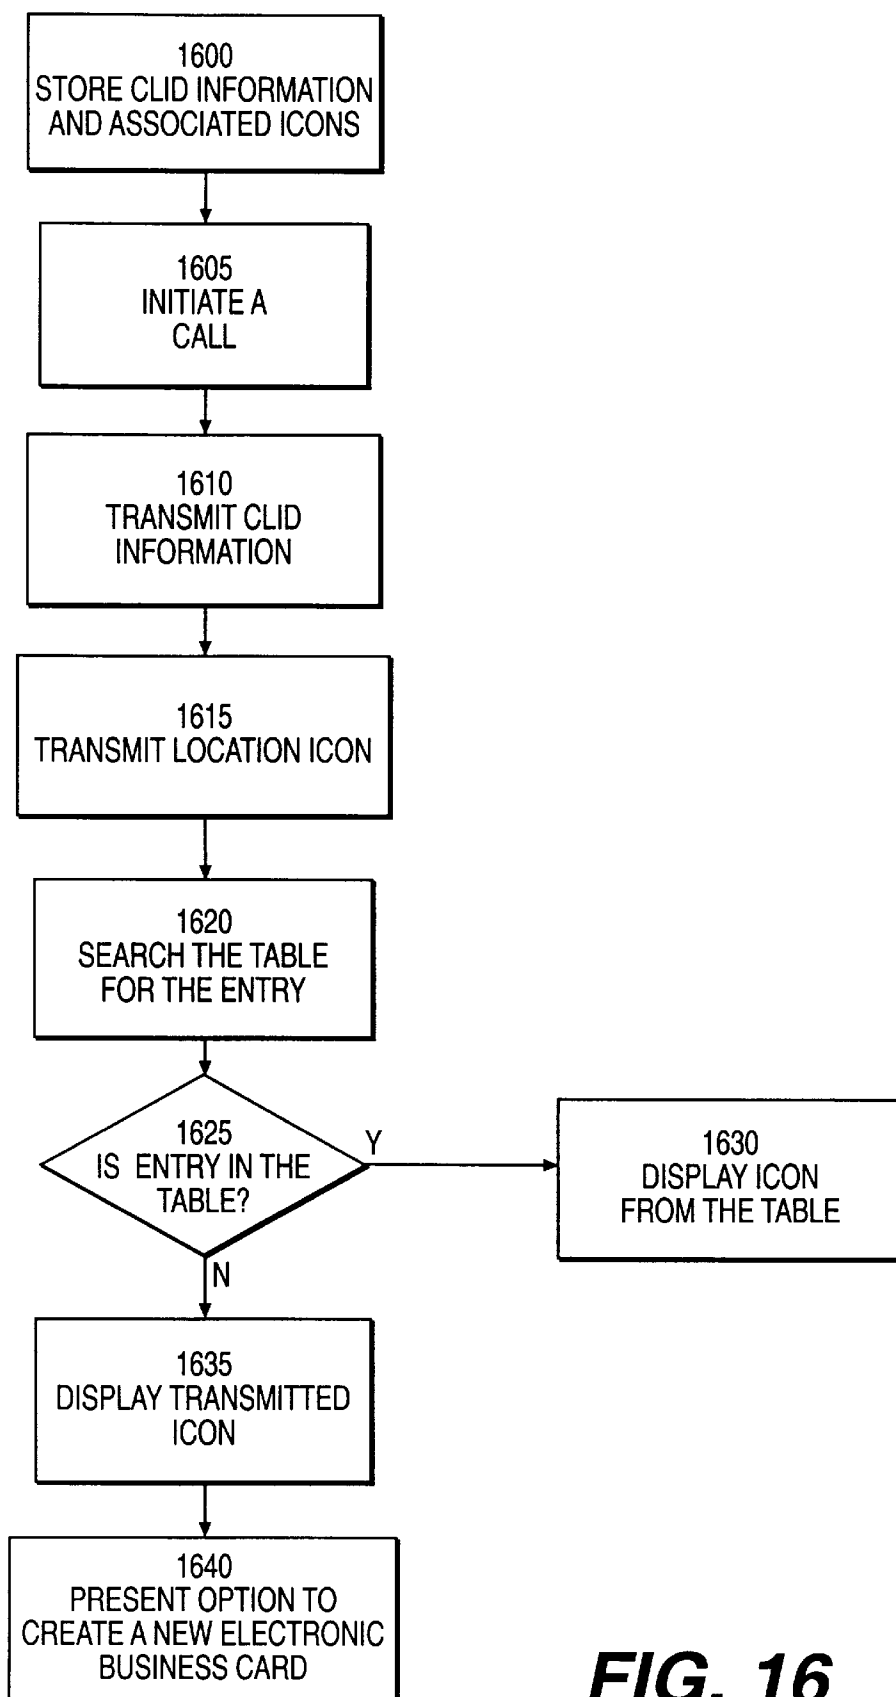 1600
STORE CLID INFORMATION
AND ASSOCIATED ICONS
1605
INITIATE A
CALL
1610
TRANSMIT CLID
INFORMATION
1615
TRANSMIT LOCATION ICON
1620
SEARCH THE TABLE
FOR THE ENTRY
1625
IS ENTRY IN THE
TABLE?
Y
1630
DISPLAY ICON
FROM THE TABLE
N
1635
DISPLAY TRANSMITTED
ICON
1640
PRESENT OPTION TO
CREATE A NEW ELECTRONIC
BUSINESS CARD
FIG. 16